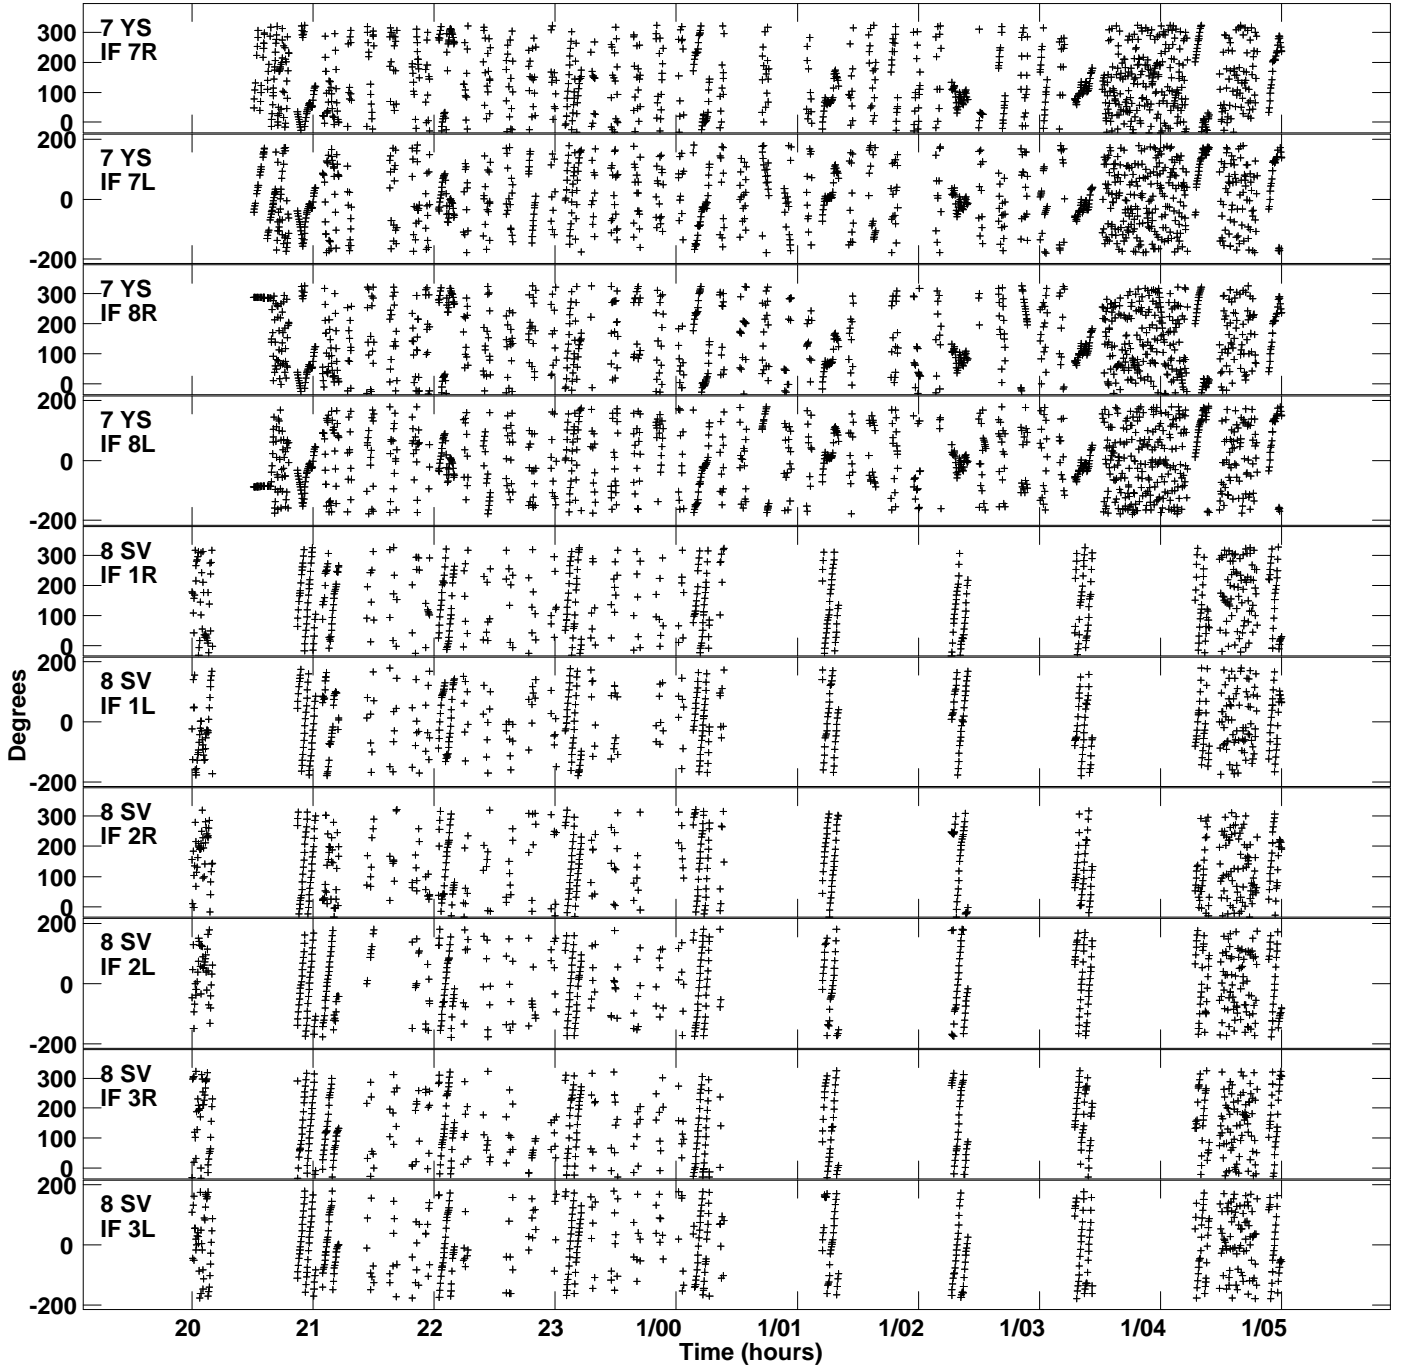 7 YS
IF 7R
300
200
100
0
7 YS
IF 7L
200
0
-200
7 YS
IF 8R
300
200
100
0
7 YS
IF 8L
200
0
-200
8 SV
IF 1R
300
200
100
0
8 SV
IF 1L
200
0
-200
8 SV
IF 2R
300
200
100
0
8 SV
IF 2L
200
0
-200
8 SV
IF 3R
300
200
100
0
8 SV
IF 3L
200
0
-200
Degrees
20 21 22 23 1/00 1/01 1/02 1/03 1/04 1/05
Time (hours)